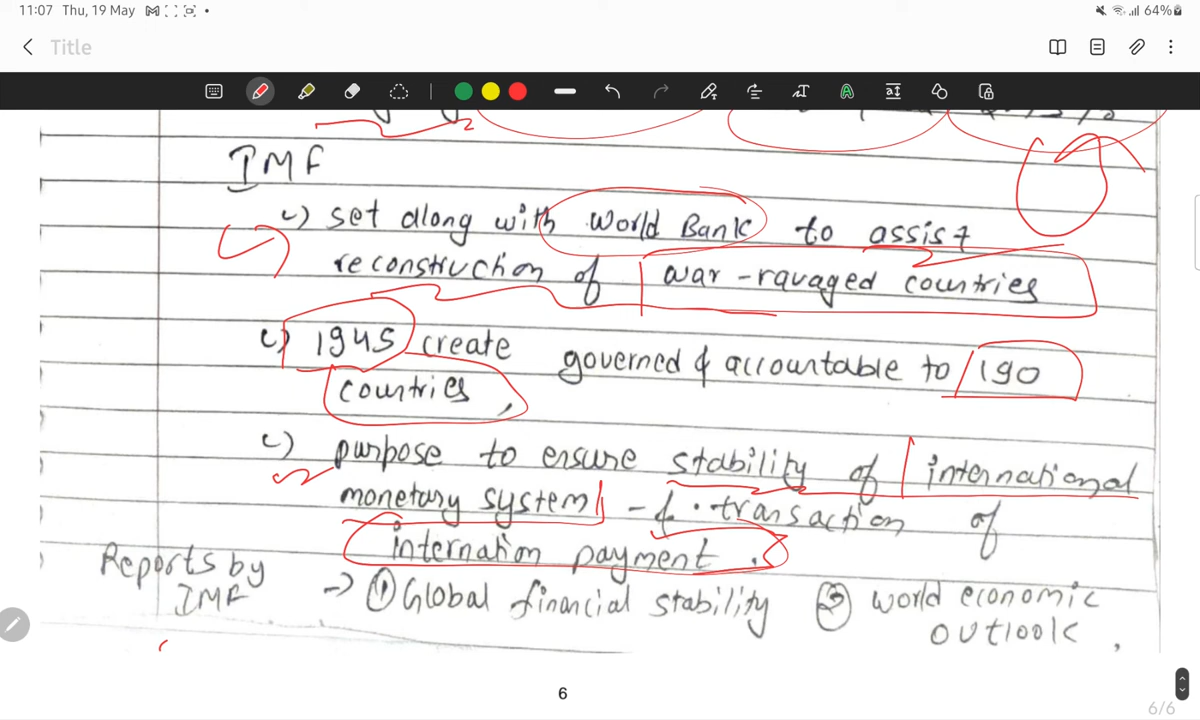 11:07 Thu, 19 May 64%
Title
IMF
set along with World Bank to assist
reconstruction of war-ravaged countries
1945 create governed & accountable to 190
countries,
purpose to ensure stability of international
monetary system - & transaction of
internation payment.
Reports by IMF → ① Global financial stability ② World economic outlook,
6
6/6